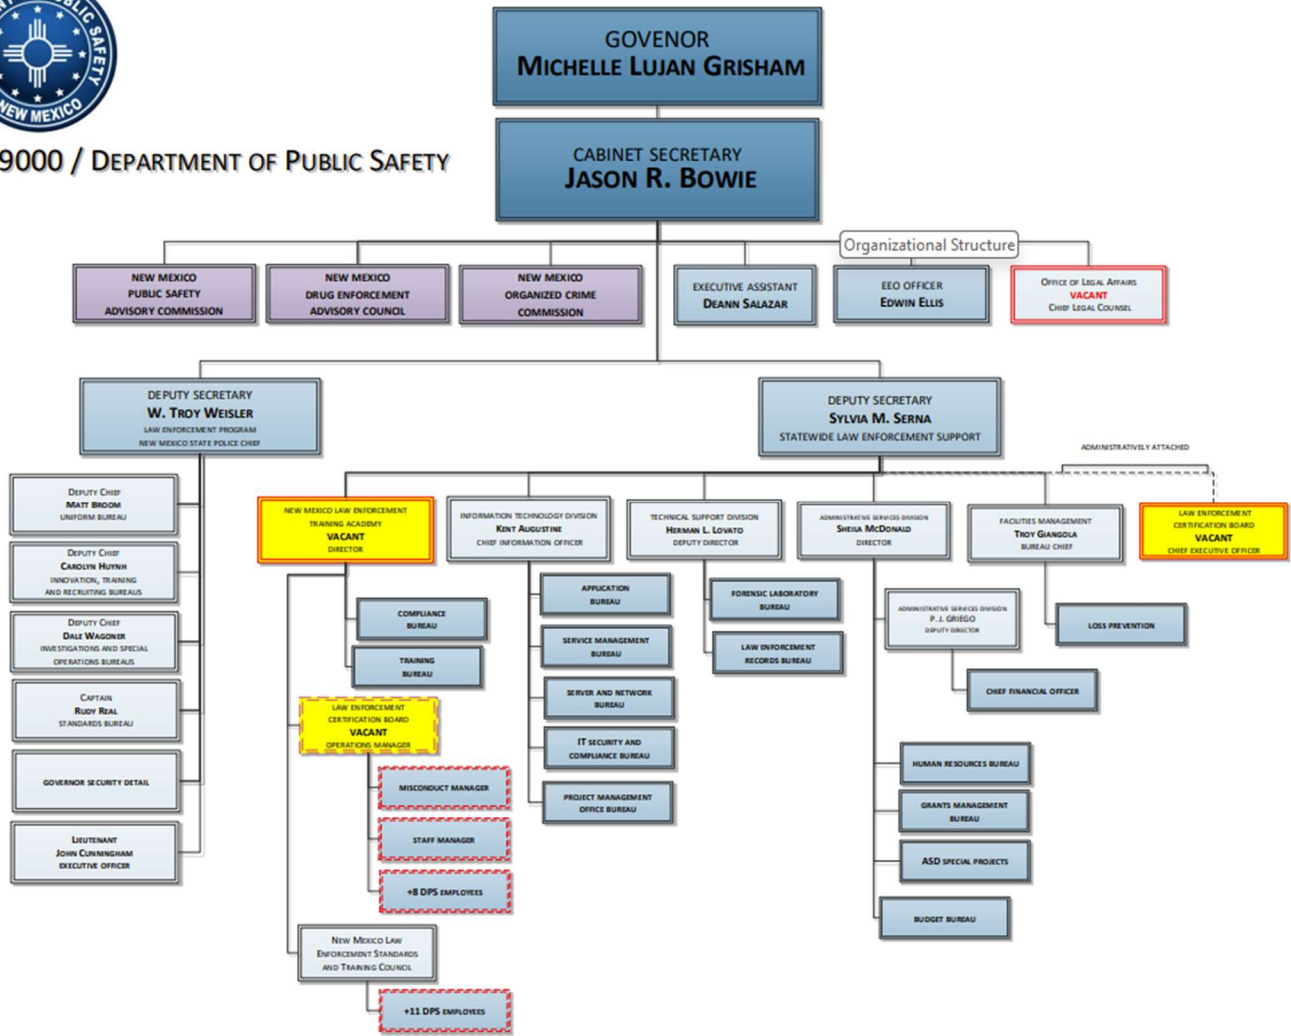 PUBLIC SAFETY
NEW MEXICO
9000 / DEPARTMENT OF PUBLIC SAFETY
GOVENOR
MICHELLE LUJAN GRISHAM
CABINET SECRETARY
JASON R. BOWIE
Organizational Structure
NEW MEXICO
PUBLIC SAFETY
ADVISORY COMMISSION
NEW MEXICO
DRUG ENFORCEMENT
ADVISORY COUNCIL
NEW MEXICO
ORGANIZED CRIME
COMMISSION
EXECUTIVE ASSISTANT
DEANN SALAZAR
EEO OFFICER
EDWIN ELLIS
OFFICE OF LEGAL AFFAIRS
VACANT
CHIEF LEGAL COUNSEL
DEPUTY SECRETARY
W. TROY WEISLER
LAW ENFORCEMENT PROGRAM
NEW MEXICO STATE POLICE CHIEF
DEPUTY SECRETARY
SYLVIA M. SERNA
STATEWIDE LAW ENFORCEMENT SUPPORT
ADMINISTRATIVELY ATTACHED
DEPUTY CHIEF
MATT BROOM
UNIFORM BUREAU
DEPUTY CHIEF
CAROLYN HUYNH
INNOVATION, TRAINING
AND RECRUITING BUREAUS
DEPUTY CHIEF
DALE WAGONER
INVESTIGATIONS AND SPECIAL
OPERATIONS BUREAUS
CAPTAIN
RUDY REAL
STANDARDS BUREAU
GOVERNOR SECURITY DETAIL
LIEUTENANT
JOHN CUNNINGHAM
EXECUTIVE OFFICER
NEW MEXICO LAW ENFORCEMENT
TRAINING ACADEMY
VACANT
DIRECTOR
COMPLIANCE
BUREAU
TRAINING
BUREAU
LAW ENFORCEMENT
CERTIFICATION BOARD
VACANT
OPERATIONS MANAGER
MISCONDUCT MANAGER
STAFF MANAGER
+8 DPS EMPLOYEES
NEW MEXICO LAW
ENFORCEMENT STANDARDS
AND TRAINING COUNCIL
+11 DPS EMPLOYEES
INFORMATION TECHNOLOGY DIVISION
KENT AUGUSTINE
CHIEF INFORMATION OFFICER
APPLICATION
BUREAU
SERVICE MANAGEMENT
BUREAU
SERVER AND NETWORK
BUREAU
IT SECURITY AND
COMPLIANCE BUREAU
PROJECT MANAGEMENT
OFFICE BUREAU
TECHNICAL SUPPORT DIVISION
HERMAN L. LOVATO
DEPUTY DIRECTOR
FORENSIC LABORATORY
BUREAU
LAW ENFORCEMENT
RECORDS BUREAU
ADMINISTRATIVE SERVICES DIVISION
SHEILA MCDONALD
DIRECTOR
ADMINISTRATIVE SERVICES DIVISION
P. J. GRIEGO
DEPUTY DIRECTOR
CHIEF FINANCIAL OFFICER
HUMAN RESOURCES BUREAU
GRANTS MANAGEMENT
BUREAU
ASD SPECIAL PROJECTS
BUDGET BUREAU
FACILITIES MANAGEMENT
TROY GIANGOLA
BUREAU CHIEF
LOSS PREVENTION
LAW ENFORCEMENT
CERTIFICATION BOARD
VACANT
CHIEF EXECUTIVE OFFICER